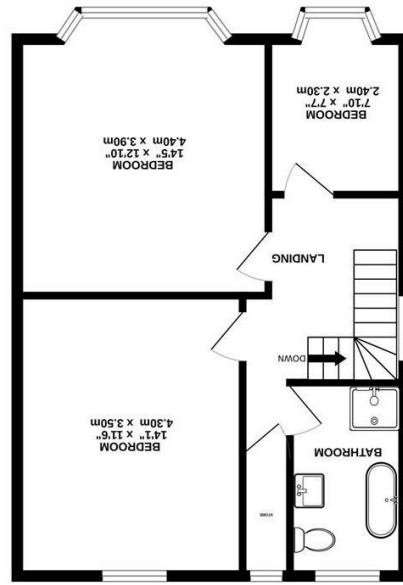 STORE
BATHROOM
BEDROOM
14'1" x 11'6"
4.30m x 3.50m
DOWN
LANDING
BEDROOM
14'5" x 12'10"
4.40m x 3.90m
BEDROOM
7'10" x 7'7"
2.40m x 2.30m